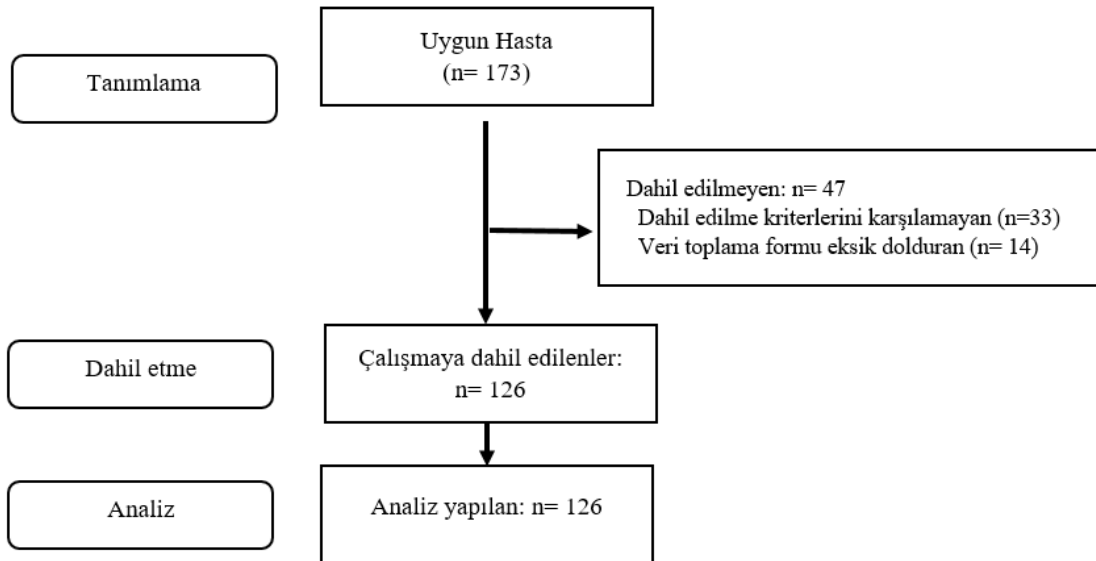 Tanımlama
Uygun Hasta
(n= 173)
Dahil edilmeyen: n= 47
Dahil edilme kriterlerini karşılamayan (n=33)
Veri toplama formu eksik dolduran (n= 14)
Dahil etme
Çalışmaya dahil edilenler:
n= 126
Analiz
Analiz yapılan: n= 126